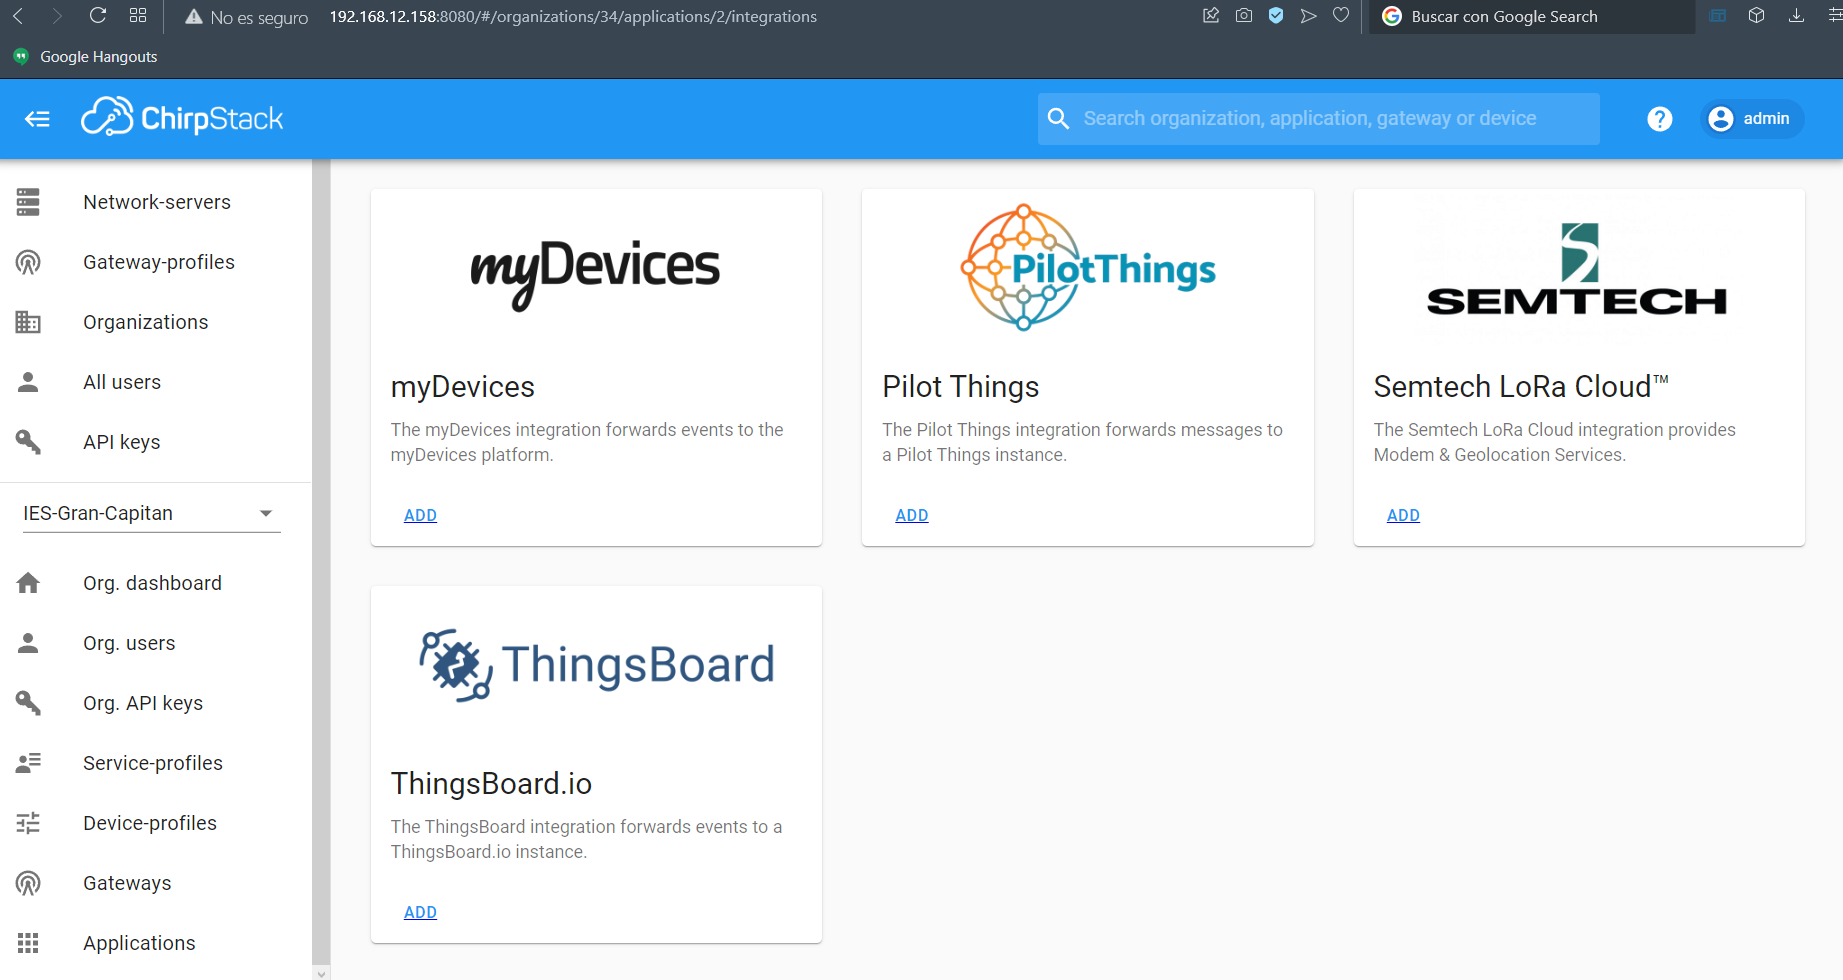 No es seguro
192.168.12.158:8080/#/organizations/34/applications/2/integrations
Buscar con Google Search
Google Hangouts
ChirpStack
Search organization, application, gateway or device
?
admin
Network-servers
Gateway-profiles
Organizations
All users
API keys
IES-Gran-Capitan
Org. dashboard
Org. users
Org. API keys
Service-profiles
Device-profiles
Gateways
Applications
myDevices
myDevices
The myDevices integration forwards events to the
myDevices platform.
ADD
PilotThings
Pilot Things
The Pilot Things integration forwards messages to
a Pilot Things instance.
ADD
SEMTECH
Semtech LoRa Cloud™
The Semtech LoRa Cloud integration provides
Modem & Geolocation Services.
ADD
ThingsBoard
ThingsBoard.io
The ThingsBoard integration forwards events to a
ThingsBoard.io instance.
ADD